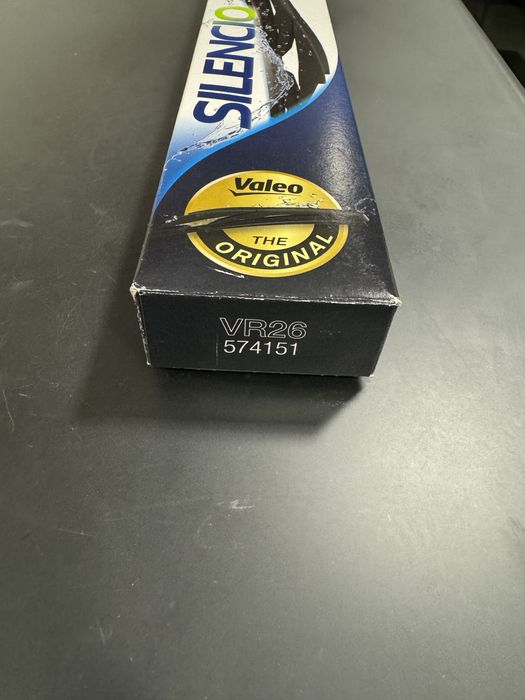 SILENCIO
Valeo
THE
ORIGINAL
VR26
574151